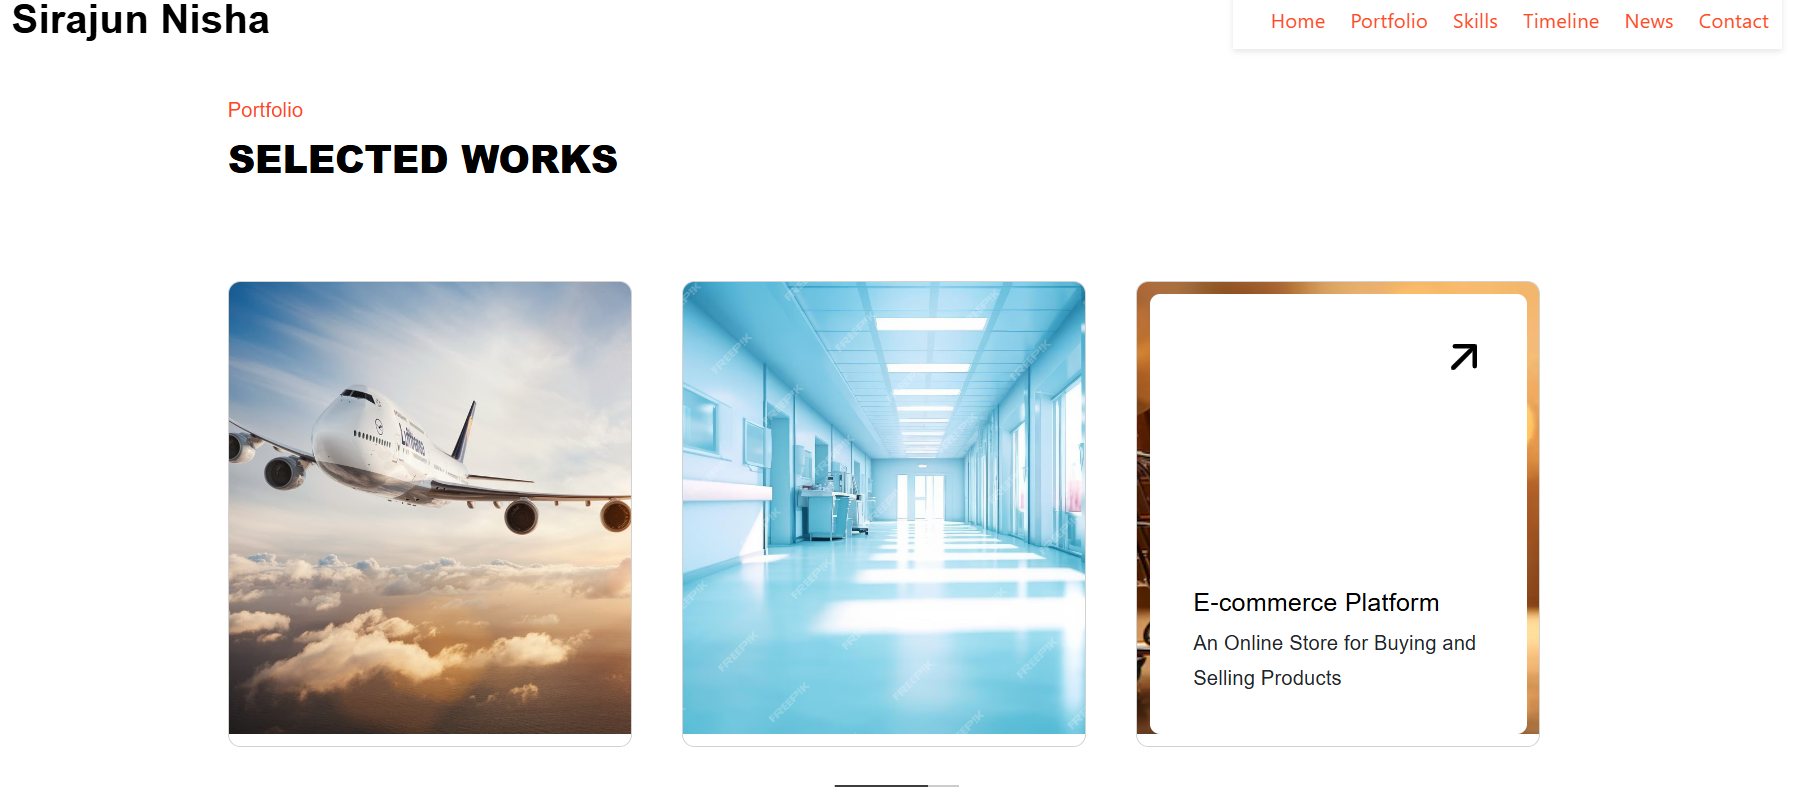 Sirajun Nisha
Home Portfolio Skills Timeline News Contact
Portfolio
SELECTED WORKS
Lufthansa
FREEPIK
E-commerce Platform
An Online Store for Buying and
Selling Products